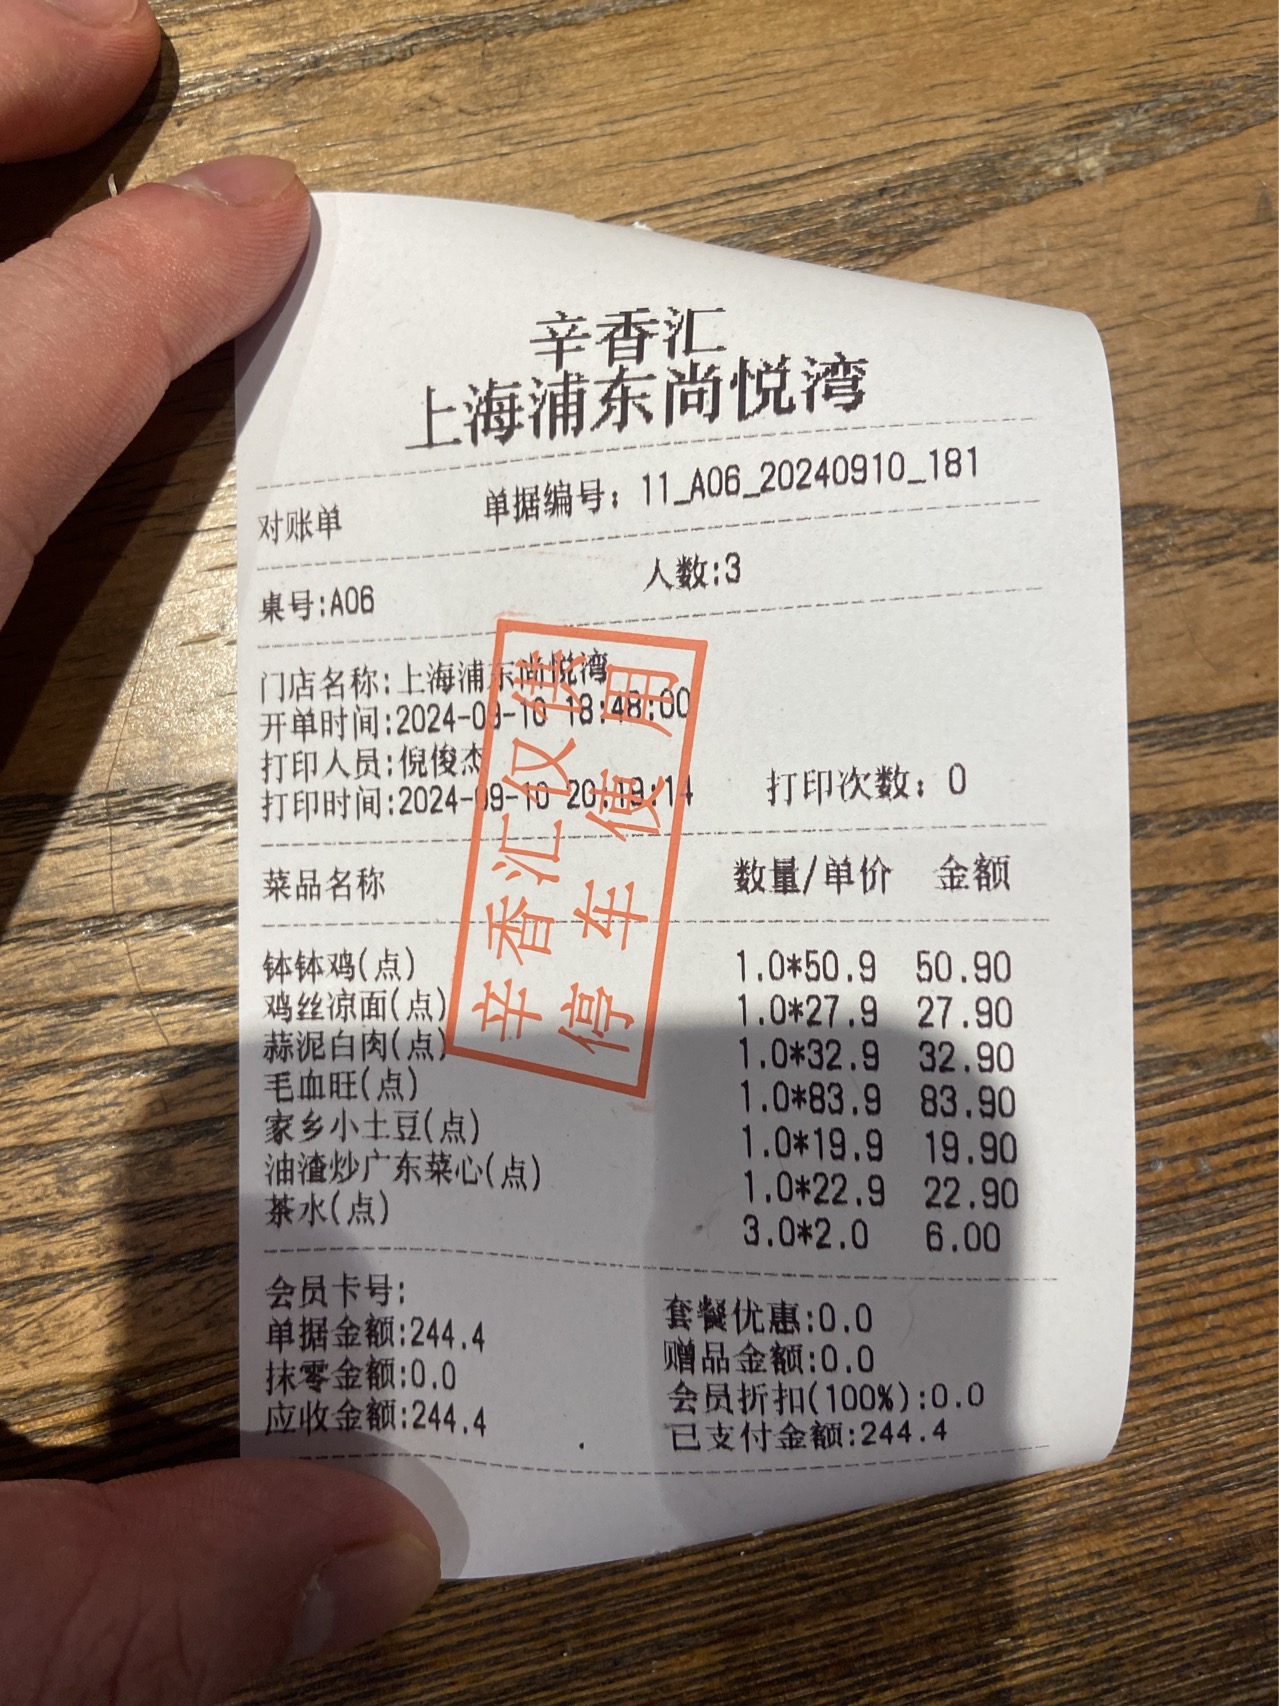 辛香汇
上海浦东尚悦湾
对账单 单据编号：11_A06_20240910_181
桌号:A06 人数:3
门店名称:上海浦东尚悦湾
开单时间:2024-09-10 18:48:00
打印人员:倪俊杰
打印时间:2024-09-10 20:19:14 打印次数：0
辛香汇仅供
停车使用
菜品名称 数量/单价 金额
钵钵鸡(点) 1.0*50.9 50.90
鸡丝凉面(点) 1.0*27.9 27.90
蒜泥白肉(点) 1.0*32.9 32.90
毛血旺(点) 1.0*83.9 83.90
家乡小土豆(点) 1.0*19.9 19.90
油渣炒广东菜心(点) 1.0*22.9 22.90
茶水(点) 3.0*2.0 6.00
会员卡号:
单据金额:244.4 套餐优惠:0.0
抹零金额:0.0 赠品金额:0.0
会员折扣(100%):0.0
应收金额:244.4 已支付金额:244.4